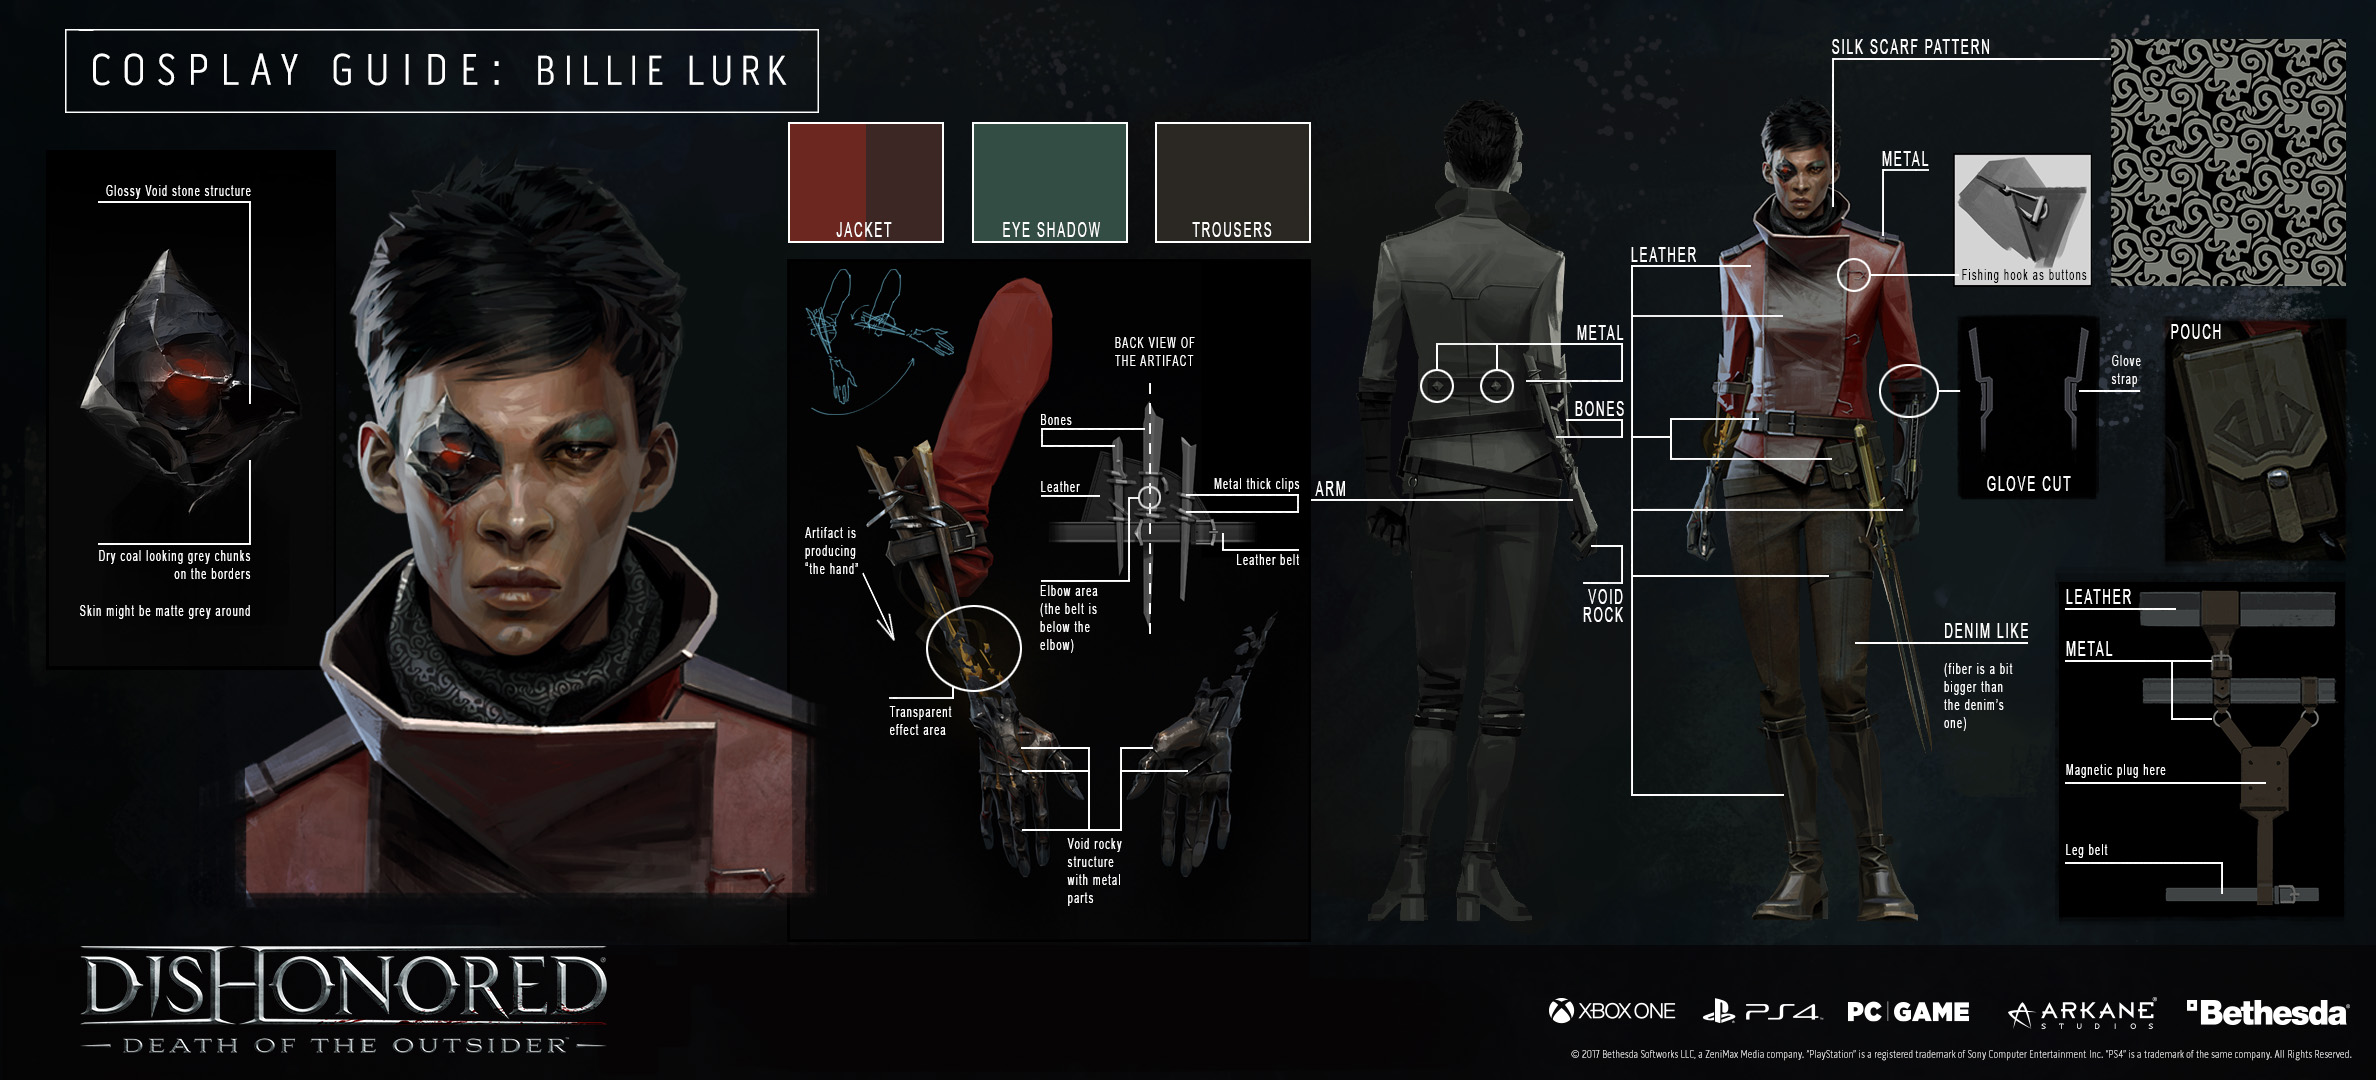 COSPLAY GUIDE: BILLIE LURK
Glossy Void stone structure
Dry coal looking grey chunks
on the borders
Skin might be matte grey around
JACKET
EYE SHADOW
TROUSERS
BACK VIEW OF
THE ARTIFACT
Bones
Leather
Metal thick clips
Leather belt
Artifact is
producing
"the hand"
Elbow area
(the belt is
below the
elbow)
Transparent
effect area
Void rocky
structure
with metal
parts
ARM
METAL
BONES
VOID
ROCK
LEATHER
SILK SCARF PATTERN
METAL
Fishing hook as buttons
Glove
strap
GLOVE CUT
POUCH
DENIM LIKE
(fiber is a bit
bigger than
the denim's
one)
LEATHER
METAL
Magnetic plug here
Leg belt
DISHONORED®
DEATH OF THE OUTSIDER™
XBOX ONE
PS4™
PC GAME
ARKANE®
STUDIOS
Bethesda®
© 2017 Bethesda Softworks LLC, a ZeniMax Media company. "PlayStation" is a registered trademark of Sony Computer Entertainment Inc. "PS4" is a trademark of the same company. All Rights Reserved.